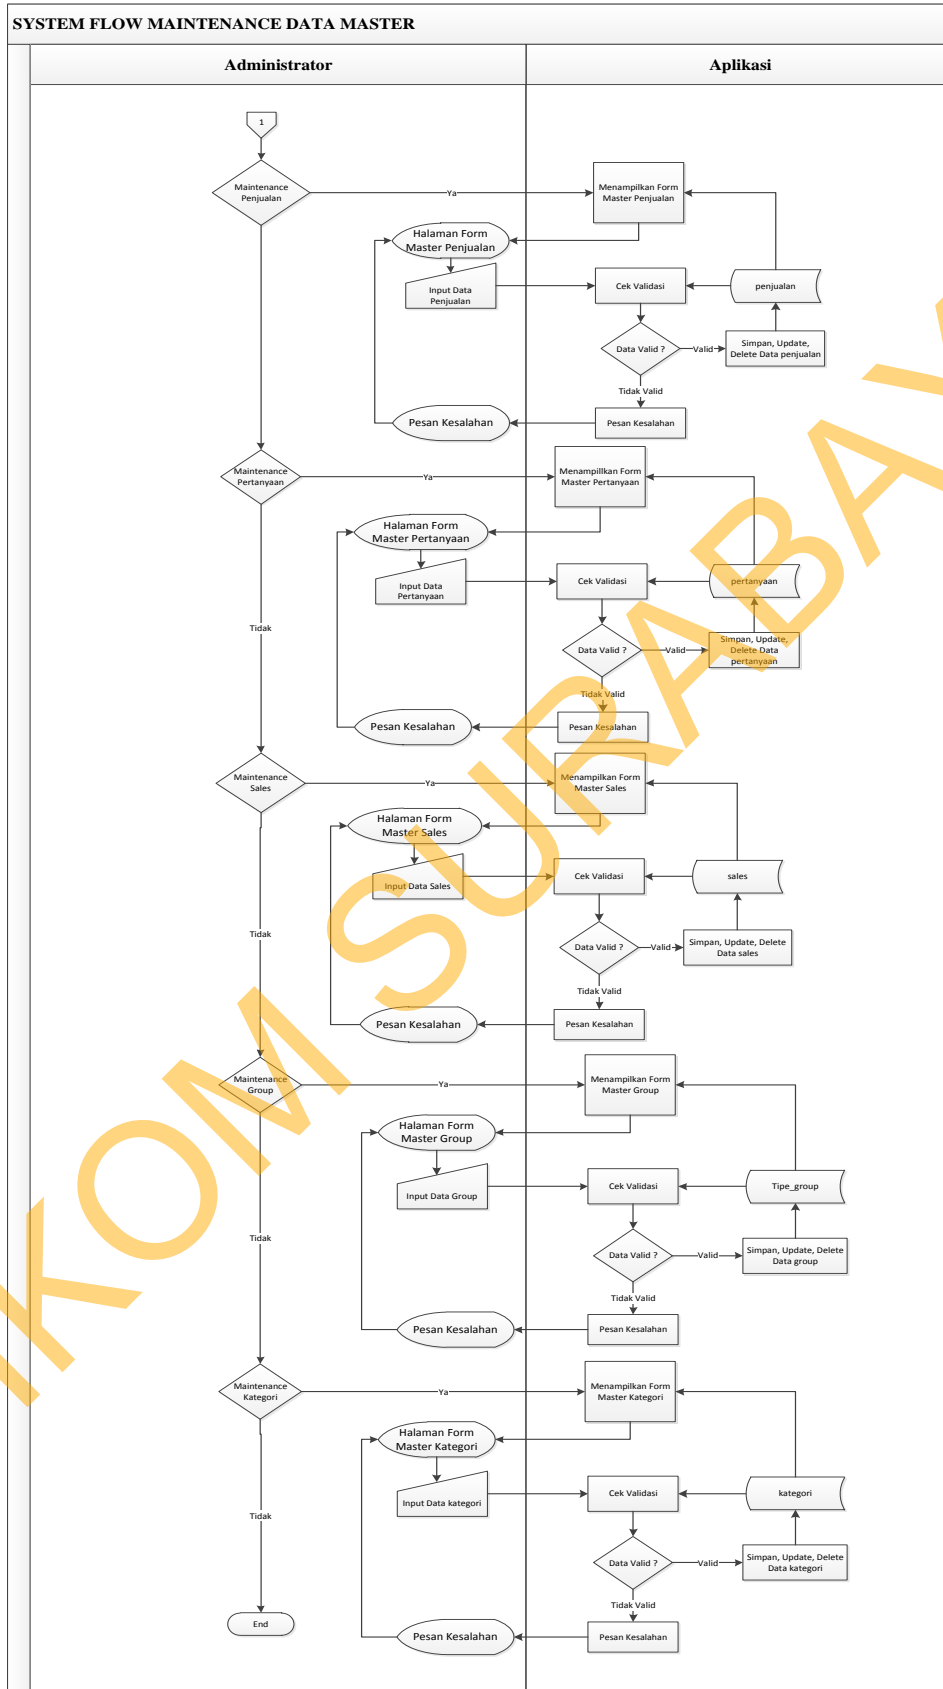 SYSTEM FLOW MAINTENANCE DATA MASTER
Administrator
Aplikasi
1
Maintenance
Penjualan
Ya
Menampilkan Form
Master Penjualan
Halaman Form
Master Penjualan
Input Data
Penjualan
Cek Validasi
penjualan
Data Valid ?
Valid
Simpan, Update,
Delete Data penjualan
Tidak Valid
Pesan Kesalahan
Pesan Kesalahan
Maintenance
Pertanyaan
Ya
Menampillkan Form
Master Pertanyaan
Halaman Form
Master Pertanyaan
Input Data
Pertanyaan
Cek Validasi
pertanyaan
Tidak
Data Valid ?
Valid
Simpan, Update,
Delete Data
pertanyaan
Tidak Valid
Pesan Kesalahan
Pesan Kesalahan
Maintenance
Sales
Ya
Menampilkan Form
Master Sales
Halaman Form
Master Sales
Input Data Sales
Cek Validasi
sales
Tidak
Data Valid ?
Valid
Simpan, Update, Delete
Data sales
Tidak Valid
Pesan Kesalahan
Pesan Kesalahan
Maintenance
Group
Ya
Menampilkan Form
Master Group
Halaman Form
Master Group
Input Data Group
Cek Validasi
Tipe_group
Tidak
Data Valid ?
Valid
Simpan, Update, Delete
Data group
Tidak Valid
Pesan Kesalahan
Pesan Kesalahan
Maintenance
Kategori
Ya
Menampilkan Form
Master Kategori
Halaman Form
Master Kategori
Input Data kategori
Cek Validasi
kategori
Tidak
Data Valid ?
Valid
Simpan, Update, Delete
Data kategori
Tidak Valid
End
Pesan Kesalahan
Pesan Kesalahan
IKOM SURABAY